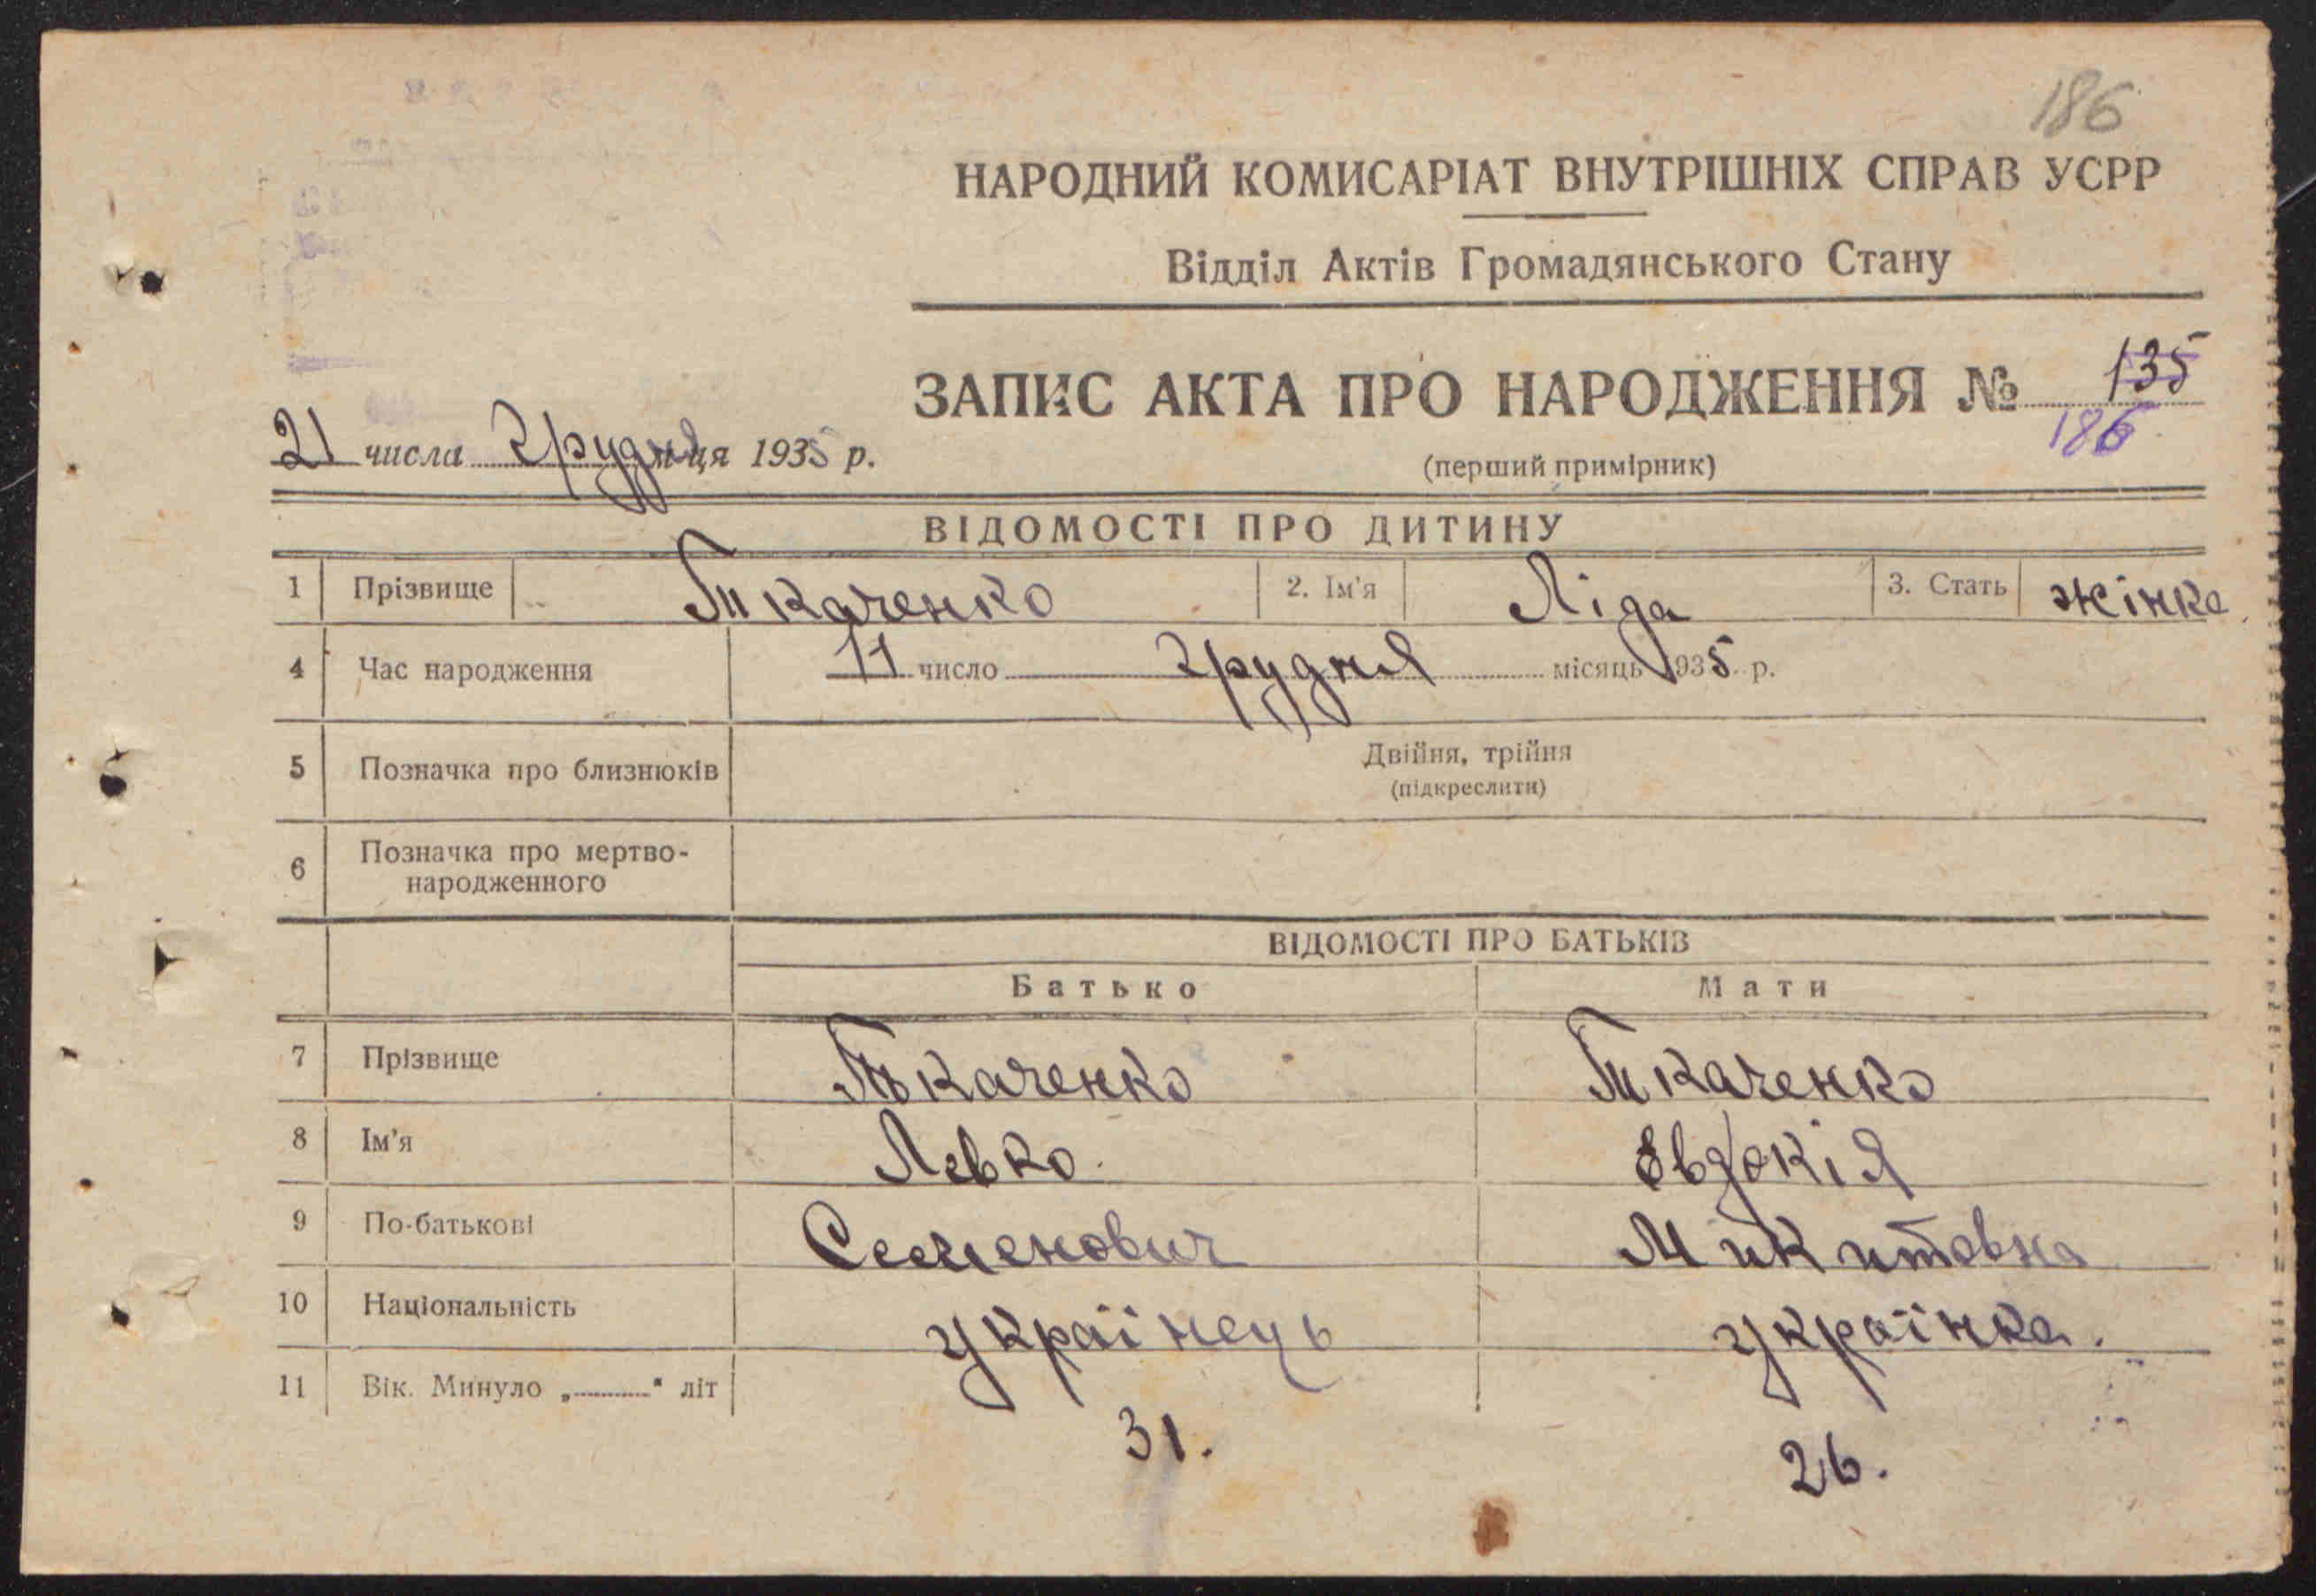 186
НАРОДНИЙ КОМИСАРІАТ ВНУТРІШНІХ СПРАВ УСРР
Відділ Актів Громадянського Стану
ЗАПИС АКТА ПРО НАРОДЖЕННЯ № 135
186
21 числа грудня м-ця 1935 р.
(перший примірник)
ВІДОМОСТІ ПРО ДИТИНУ
1 Прізвище Ткаченко 2. Ім'я Ліда 3. Стать жінка
4 Час народження 11 число грудня місяць 1935 р.
5 Позначка про близнюків Двійня, трійня
(підкреслити)
6 Позначка про мертво-
народженного
ВІДОМОСТІ ПРО БАТЬКІВ
Батько Мати
7 Прізвище Ткаченко Ткаченко
8 Ім'я Левко. Евдокія
9 По-батькові Семенович Микитовна
10 Національність українець українка.
11 Вік. Минуло „ " літ
31. 26.